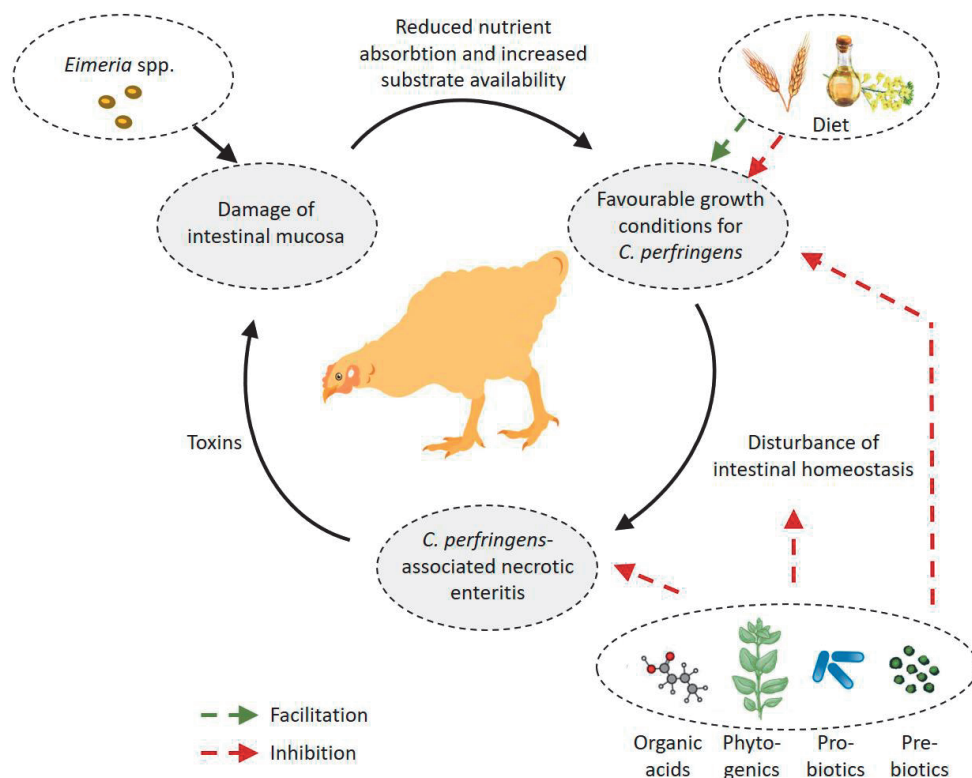 Eimeria spp.
Reduced nutrient
absorbtion and increased
substrate availability
Diet
Damage of
intestinal mucosa
Favourable growth
conditions for
C. perfringens
Toxins
Disturbance of
intestinal homeostasis
C. perfringens-
associated necrotic
enteritis
Facilitation
Inhibition
Organic
acids
Phyto-
genics
Pro-
biotics
Pre-
biotics